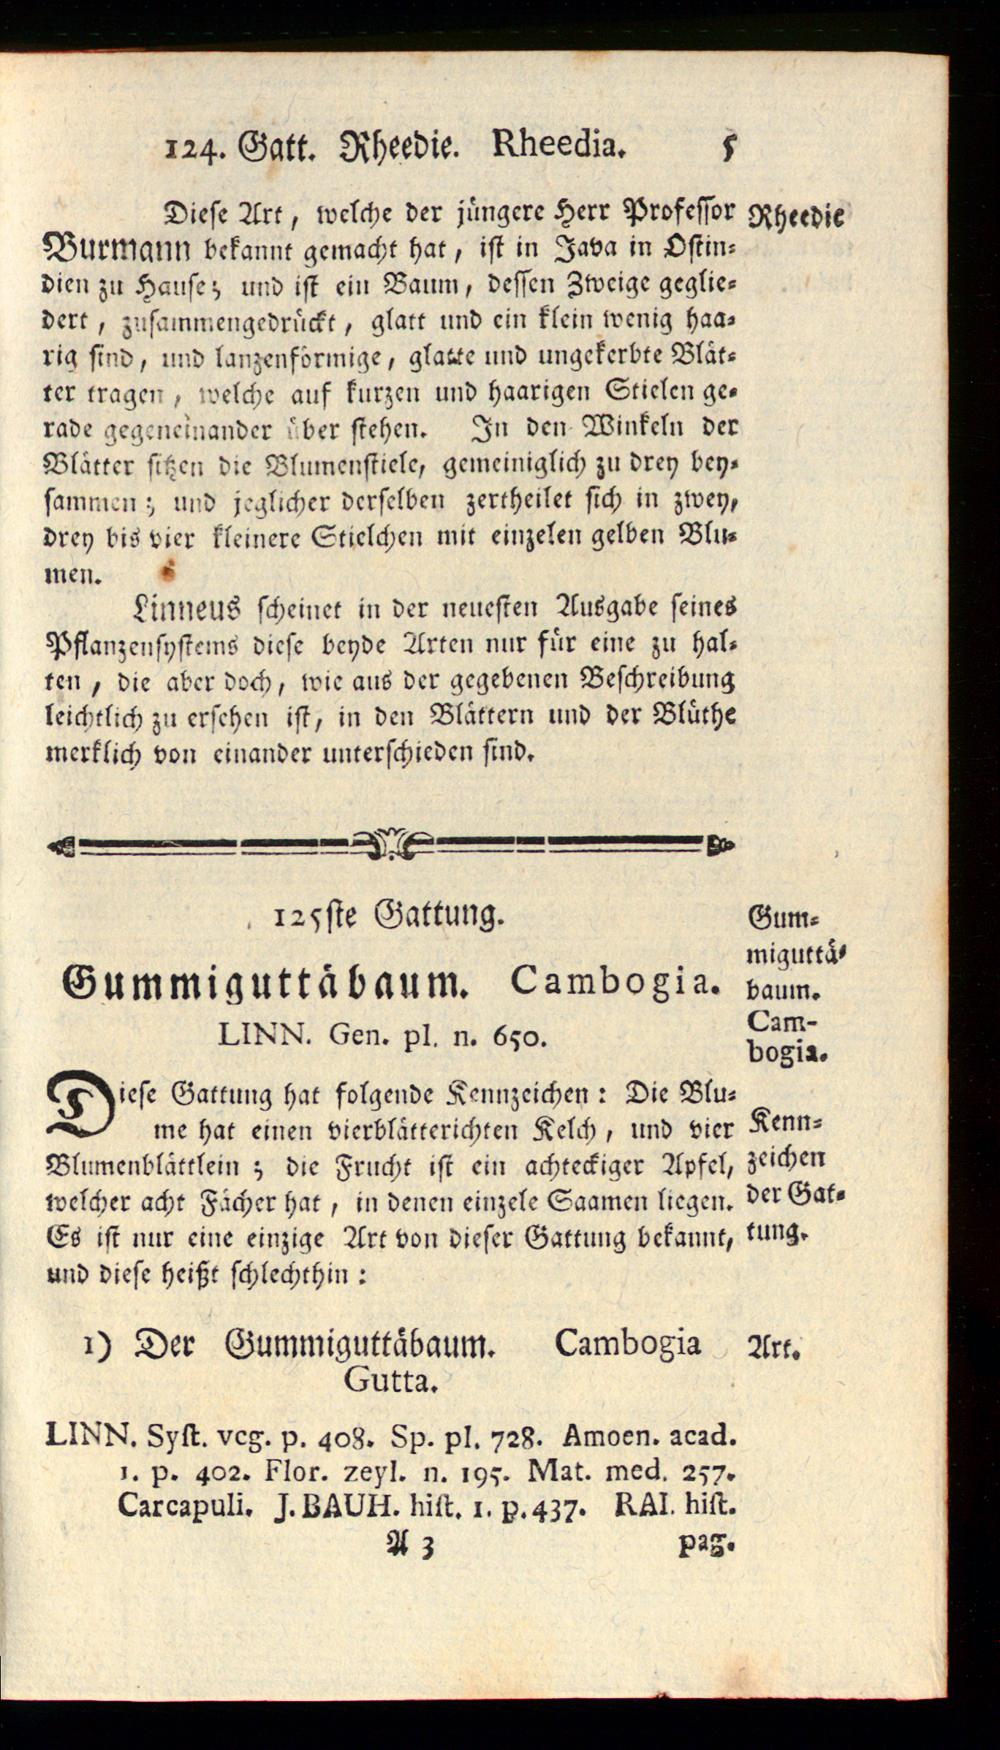 124. Gatt. Rheedie. Rheedia. 5
Diese Art, welche der jüngere Herr Professor
Rheedie
Burmann bekannt gemacht hat, ist in Java in Ostin-
dien zu Hause; und ist ein Baum, dessen Zweige geglie-
dert, zusammengedrückt, glatt und ein klein wenig haa-
rig sind, und lanzenförmige, glatte und ungekerbte Blät-
ter tragen, welche auf kurzen und haarigen Stielen ge-
rade gegeneinander über stehen. In den Winkeln der
Blätter sitzen die Blumenstiele, gemeiniglich zu drey bey-
sammen; und jeglicher derselben zertheilet sich in zwey,
drey bis vier kleinere Stielchen mit einzelen gelben Blu-
men.
Linneus scheinet in der neuesten Ausgabe seines
Pflanzensystems diese beyde Arten nur für eine zu hal-
ten, die aber doch, wie aus der gegebenen Beschreibung
leichtlich zu ersehen ist, in den Blättern und der Blüthe
merklich von einander unterschieden sind.
125ste Gattung.
Gummiguttäbaum. Cambogia.
LINN. Gen. pl. n. 650.
Gum-
miguttä-
baum.
Cam-
bogia.
Diese Gattung hat folgende Kennzeichen: Die Blu-
me hat einen vierblätterichten Kelch, und vier
Blumenblättlein; die Frucht ist ein achteckiger Apfel,
welcher acht Fächer hat, in denen einzele Saamen liegen.
Es ist nur eine einzige Art von dieser Gattung bekannt,
und diese heißt schlechthin:
Kenn-
zeichen
der Gat-
tung.
1) Der Gummiguttäbaum. Cambogia
Gutta.
Art.
LINN. Syst. veg. p. 408. Sp. pl. 728. Amoen. acad.
1. p. 402. Flor. zeyl. n. 195. Mat. med. 257.
Carcapuli. J. BAUH. hist. 1. p. 437. RAI. hist.
A 3 pag.